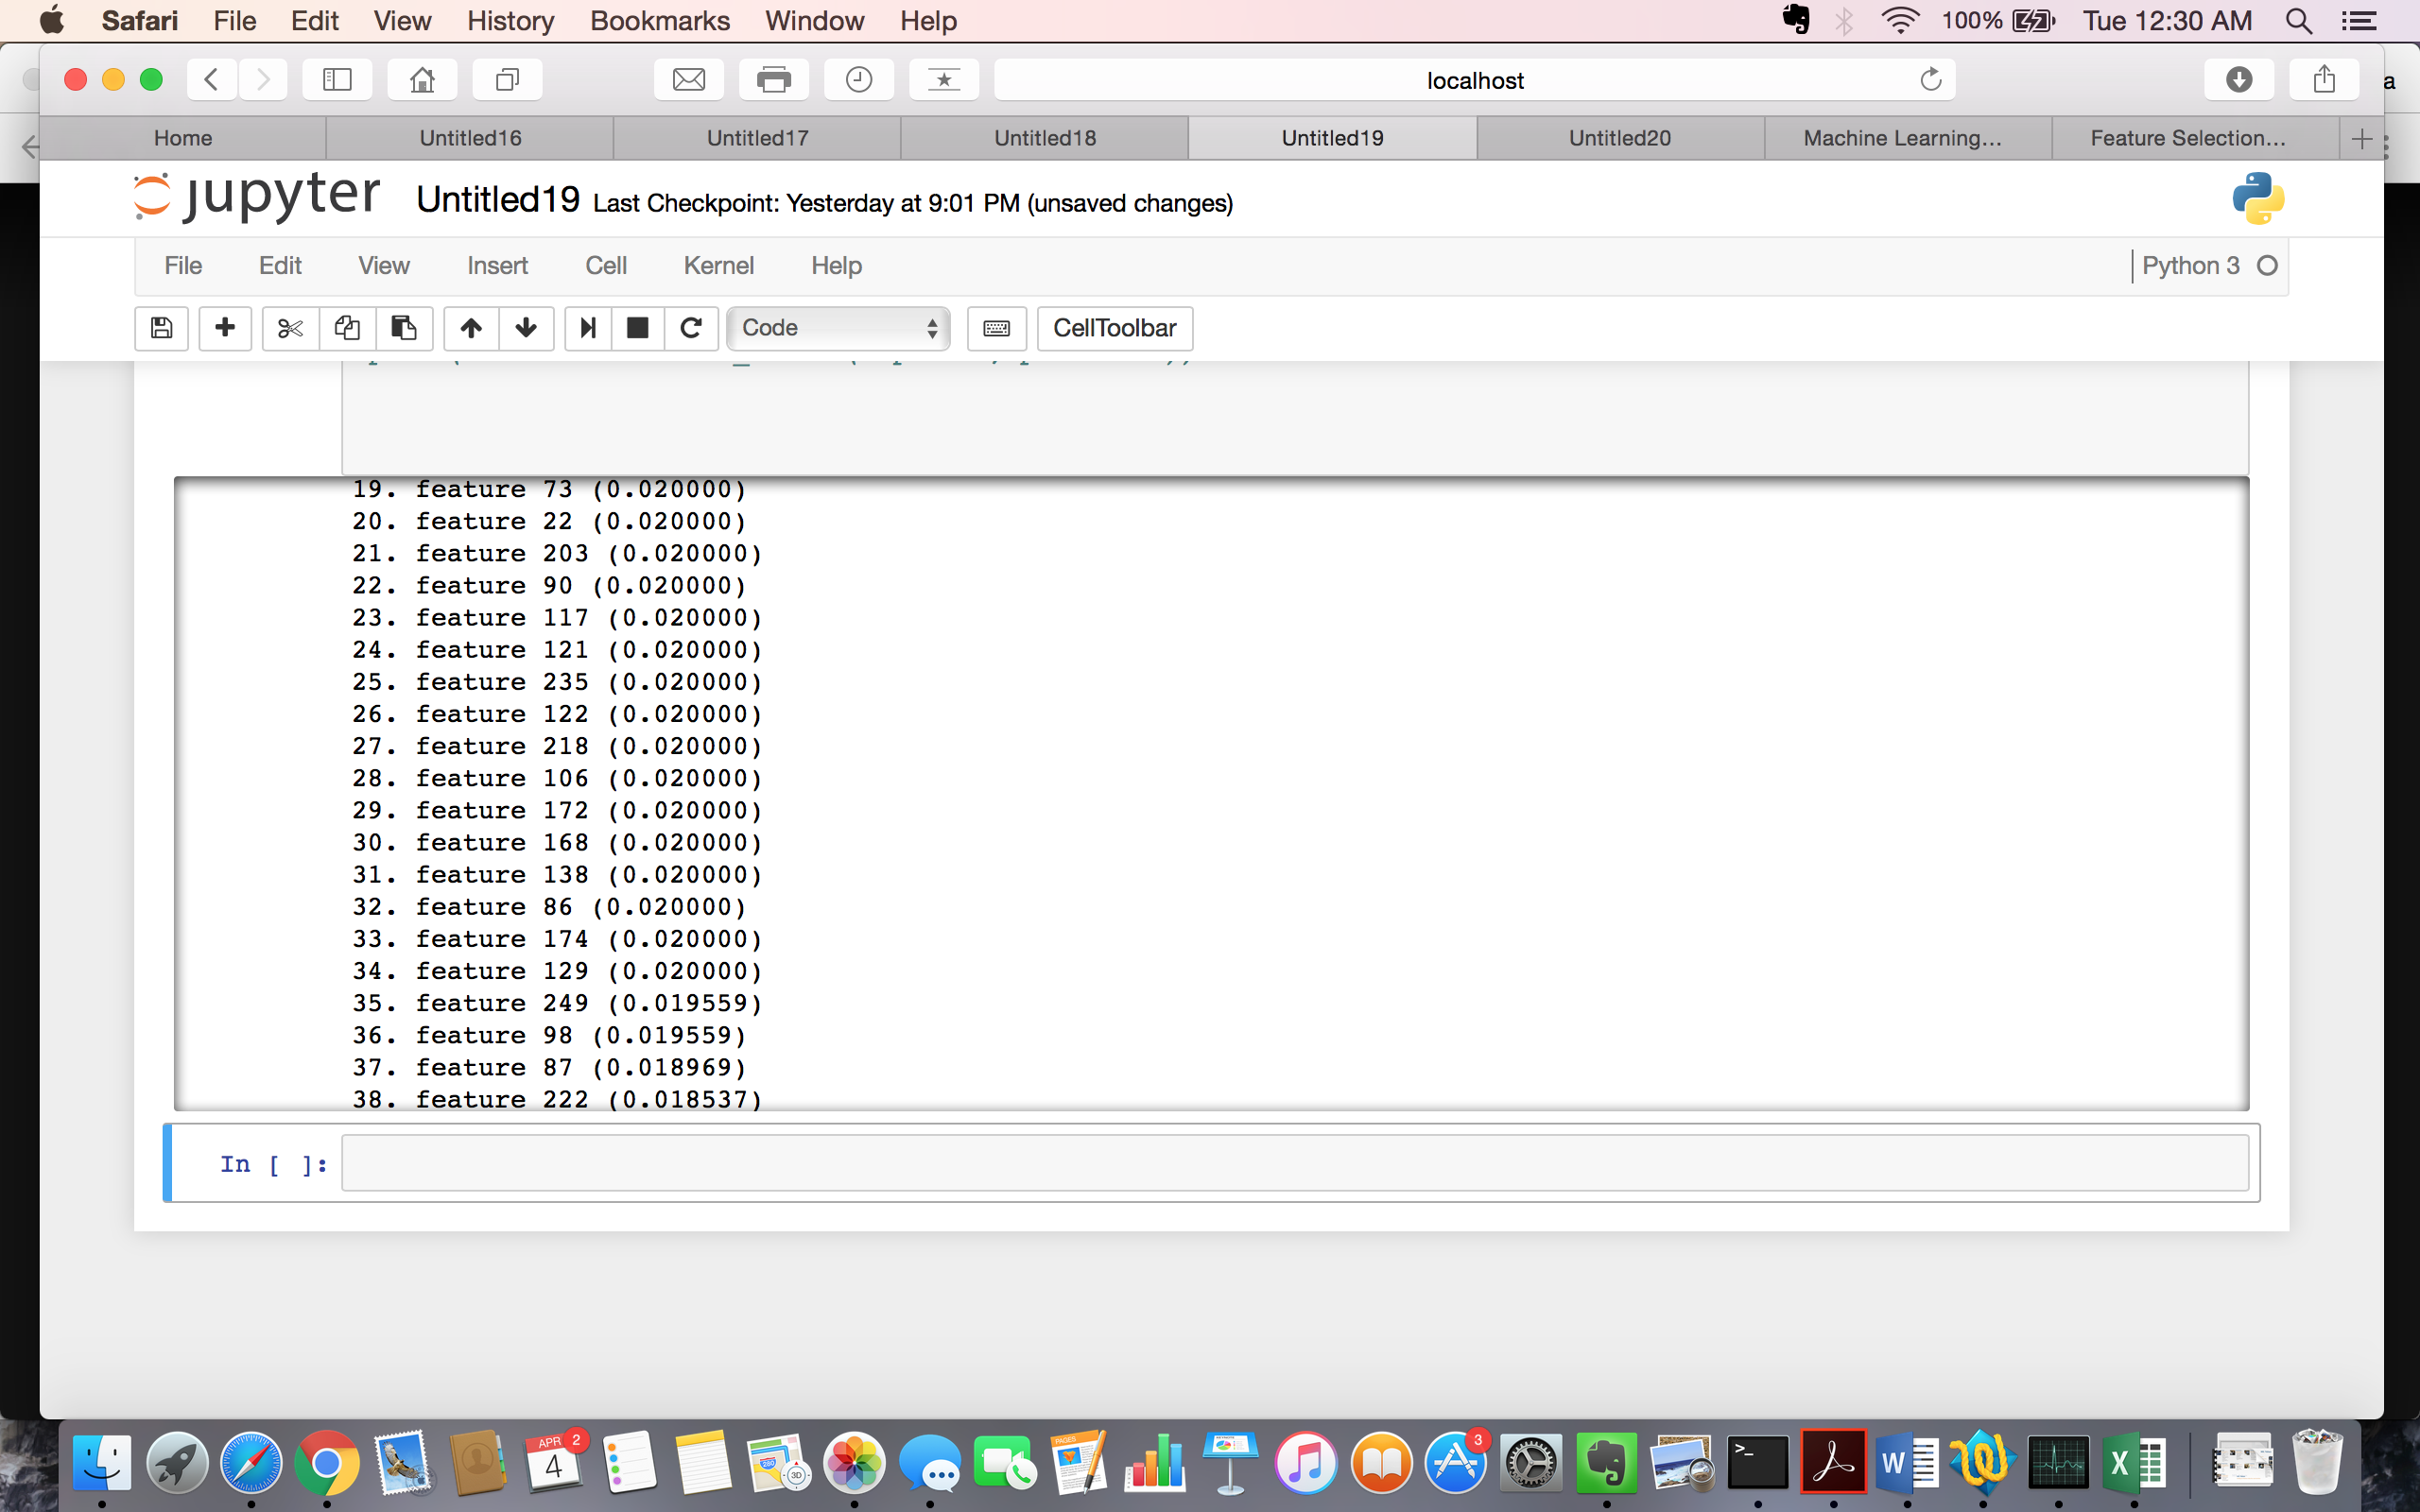 Safari File Edit View History Bookmarks Window Help 100% Tue 12:30 AM
localhost
a
Home Untitled16 Untitled17 Untitled18 Untitled19 Untitled20 Machine Learning... Feature Selection...
jupyter Untitled19 Last Checkpoint: Yesterday at 9:01 PM (unsaved changes)
File Edit View Insert Cell Kernel Help Python 3
Code CellToolbar
19. feature 73 (0.020000)
20. feature 22 (0.020000)
21. feature 203 (0.020000)
22. feature 90 (0.020000)
23. feature 117 (0.020000)
24. feature 121 (0.020000)
25. feature 235 (0.020000)
26. feature 122 (0.020000)
27. feature 218 (0.020000)
28. feature 106 (0.020000)
29. feature 172 (0.020000)
30. feature 168 (0.020000)
31. feature 138 (0.020000)
32. feature 86 (0.020000)
33. feature 174 (0.020000)
34. feature 129 (0.020000)
35. feature 249 (0.019559)
36. feature 98 (0.019559)
37. feature 87 (0.018969)
38. feature 222 (0.018537)
In [ ]:
APR 2
4
3D
PAGES
3
>_
W
X